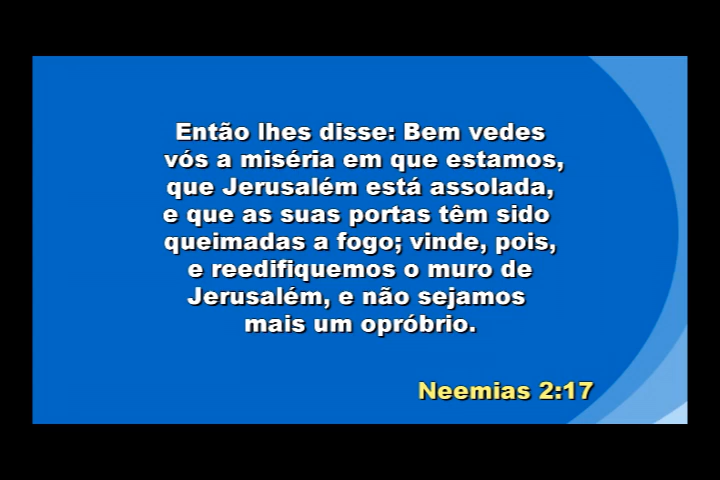 Então lhes disse: Bem vedes
vós a miséria em que estamos,
que Jerusalém está assolada,
e que as suas portas têm sido
queimadas a fogo; vinde, pois,
e reedifiquemos o muro de
Jerusalém, e não sejamos
mais um opróbrio.
Neemias 2:17